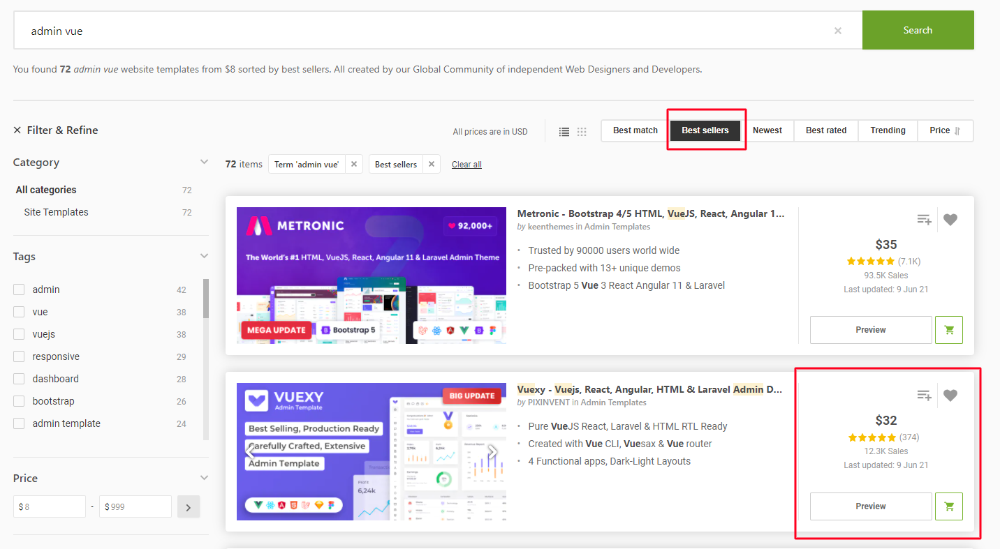 admin vue
Search
You found 72 admin vue website templates from $8 sorted by best sellers. All created by our Global Community of independent Web Designers and Developers.
Filter & Refine
All prices are in USD
Best match
Best sellers
Newest
Best rated
Trending
Price
Category
All categories 72
Site Templates 72
Tags
admin 42
vue 38
vuejs 38
responsive 29
dashboard 28
bootstrap 26
admin template 24
Price
$ 8 - $ 999
72 items
Term 'admin vue'
Best sellers
Clear all
METRONIC
92,000+
The World's #1 HTML, VueJS, React, Angular 11 & Laravel Admin Theme
MEGA UPDATE
Bootstrap 5
Metronic - Bootstrap 4/5 HTML, VueJS, React, Angular 1...
by keenthemes in Admin Templates
• Trusted by 90000 users world wide
• Pre-packed with 13+ unique demos
• Bootstrap 5 Vue 3 React Angular 11 & Laravel
$35
(7.1K)
93.5K Sales
Last updated: 9 Jun 21
Preview
VUEXY
Admin Template
BIG UPDATE
Best Selling, Production Ready
Carefully Crafted, Extensive
Admin Template
6,24k
Vuexy - Vuejs, React, Angular, HTML & Laravel Admin D...
by PIXINVENT in Admin Templates
• Pure VueJS React, Laravel & HTML RTL Ready
• Created with Vue CLI, Vuesax & Vue router
• 4 Functional apps, Dark-Light Layouts
$32
(374)
12.3K Sales
Last updated: 9 Jun 21
Preview